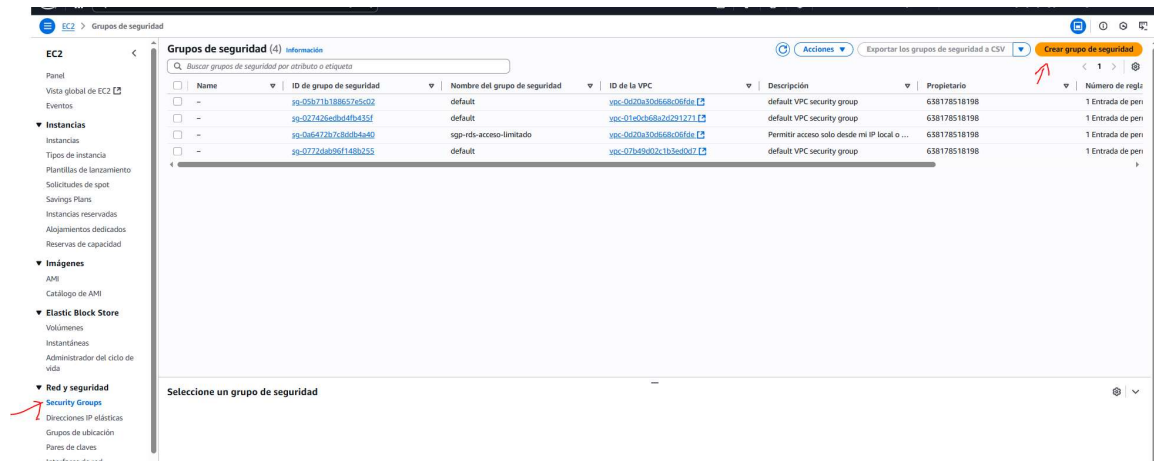 EC2 > Grupos de seguridad
EC2
Panel
Vista global de EC2
Eventos
Instancias
Instancias
Tipos de instancia
Plantillas de lanzamiento
Solicitudes de spot
Savings Plans
Instancias reservadas
Alojamientos dedicados
Reservas de capacidad
Imágenes
AMI
Catálogo de AMI
Elastic Block Store
Volúmenes
Instantáneas
Administrador del ciclo de
vida
Red y seguridad
Security Groups
Direcciones IP elásticas
Grupos de ubicación
Pares de claves
Grupos de seguridad (4) Información
Acciones
Exportar los grupos de seguridad a CSV
Crear grupo de seguridad
Buscar grupos de seguridad por atributo o etiqueta
1
Name ID de grupo de seguridad Nombre del grupo de seguridad ID de la VPC Descripción Propietario Número de regla
– sg-05b71b188657e5c02 default vpc-0d20a30d668c06fde default VPC security group 638178518198 1 Entrada de per
– sg-027426edbd4fb435f default vpc-01e0cb68a2d291271 default VPC security group 638178518198 1 Entrada de per
– sg-0a6472b7c8ddb4a40 sgp-rds-acceso-limitado vpc-0d20a30d668c06fde Permitir acceso solo desde mi IP local o ... 638178518198 1 Entrada de per
– sg-0772dab96f148b255 default vpc-07b49d02c1b3ed0d7 default VPC security group 638178518198 1 Entrada de per
Seleccione un grupo de seguridad